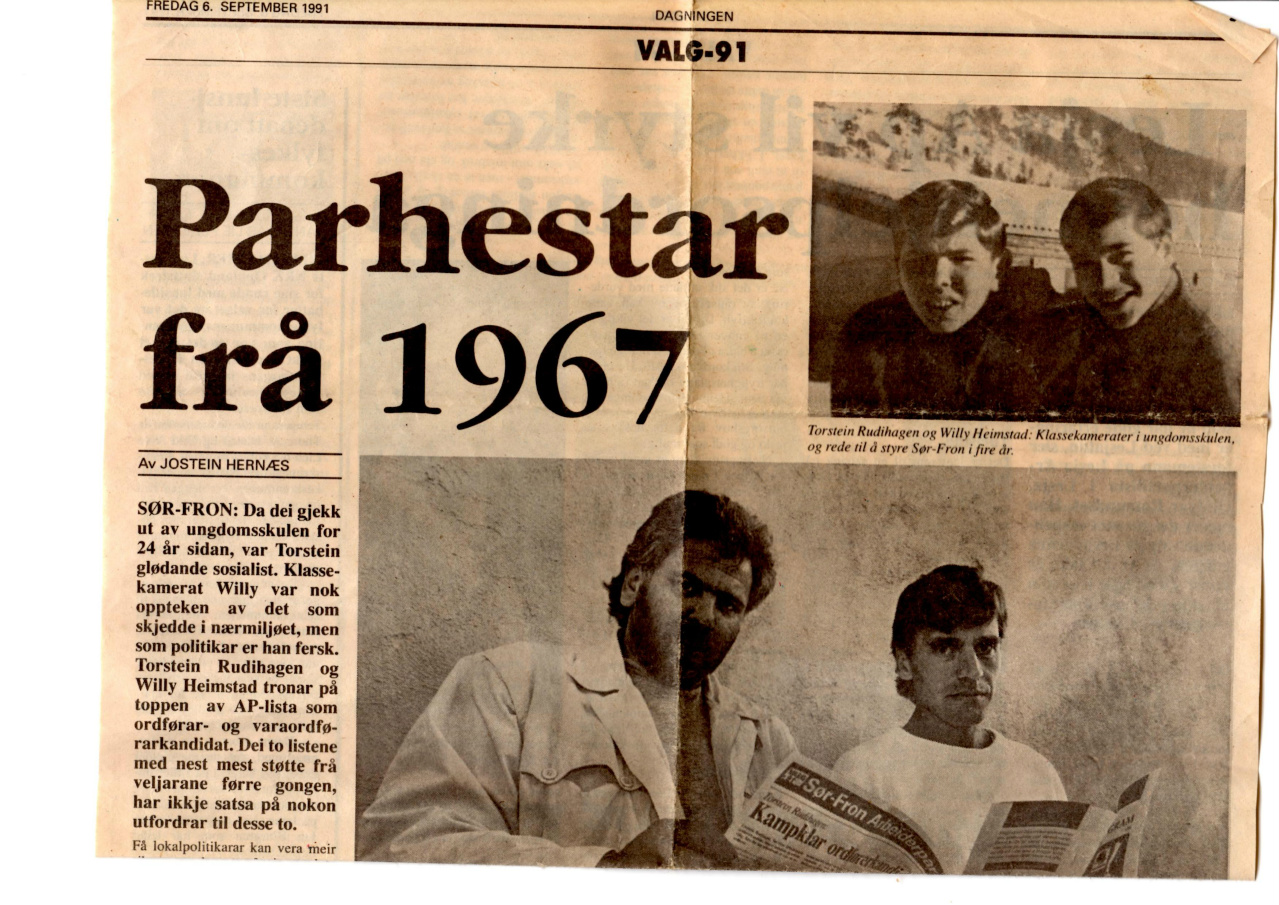 FREDAG 6. SEPTEMBER 1991
DAGNINGEN
VALG-91
Parhestar
frå 1967
Torstein Rudihagen og Willy Heimstad: Klassekamerater i ungdomsskulen,
og rede til å styre Sør-Fron i fire år.
Av JOSTEIN HERNÆS
SØR-FRON: Da dei gjekk
ut av ungdomsskulen for
24 år sidan, var Torstein
glødande sosialist. Klasse-
kamerat Willy var nok
oppteken av det som
skjedde i nærmiljøet, men
som politikar er han fersk.
Torstein Rudihagen og
Willy Heimstad tronar på
toppen av AP-lista som
ordførar- og varaordfø-
rarkandidat. Dei to listene
med nest mest støtte frå
veljarane førre gongen,
har ikkje satsa på nokon
utfordrar til desse to.
Få lokalpolitikarar kan vera meir
Sør-Fron Arbeiderpar
Torstein Rudihagen:
Kampklar ordførerkandi